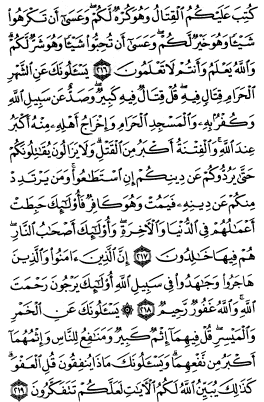 كُتِبَ عَلَيْكُمُ الْقِتَالُ وَهُوَ كُرْهٌ لَكُمْ وَعَسَىٰ أَنْ تَكْرَهُوا
شَيْئًا وَهُوَ خَيْرٌ لَكُمْ وَعَسَىٰ أَنْ تُحِبُّوا شَيْئًا وَهُوَ شَرٌّ لَكُمْ
وَاللَّهُ يَعْلَمُ وَأَنْتُمْ لَا تَعْلَمُونَ ٢١٦ يَسْأَلُونَكَ عَنِ الشَّهْرِ
الْحَرَامِ قِتَالٍ فِيهِ قُلْ قِتَالٌ فِيهِ كَبِيرٌ وَصَدٌّ عَنْ سَبِيلِ اللَّهِ
وَكُفْرٌ بِهِ وَالْمَسْجِدِ الْحَرَامِ وَإِخْرَاجُ أَهْلِهِ مِنْهُ أَكْبَرُ
عِنْدَ اللَّهِ وَالْفِتْنَةُ أَكْبَرُ مِنَ الْقَتْلِ وَلَا يَزَالُونَ يُقَاتِلُونَكُمْ
حَتَّىٰ يَرُدُّوكُمْ عَنْ دِينِكُمْ إِنِ اسْتَطَاعُوا وَمَنْ يَرْتَدِدْ
مِنْكُمْ عَنْ دِينِهِ فَيَمُتْ وَهُوَ كَافِرٌ فَأُولَٰئِكَ حَبِطَتْ
أَعْمَالُهُمْ فِي الدُّنْيَا وَالْآخِرَةِ وَأُولَٰئِكَ أَصْحَابُ النَّارِ
هُمْ فِيهَا خَالِدُونَ ٢١٧ إِنَّ الَّذِينَ آمَنُوا وَالَّذِينَ
هَاجَرُوا وَجَاهَدُوا فِي سَبِيلِ اللَّهِ أُولَٰئِكَ يَرْجُونَ رَحْمَتَ
اللَّهِ وَاللَّهُ غَفُورٌ رَحِيمٌ ٢١٨ ۞ يَسْأَلُونَكَ عَنِ الْخَمْرِ
وَالْمَيْسِرِ قُلْ فِيهِمَا إِثْمٌ كَبِيرٌ وَمَنَافِعُ لِلنَّاسِ وَإِثْمُهُمَا
أَكْبَرُ مِنْ نَفْعِهِمَا وَيَسْأَلُونَكَ مَاذَا يُنْفِقُونَ قُلِ الْعَفْوَ
كَذَٰلِكَ يُبَيِّنُ اللَّهُ لَكُمُ الْآيَاتِ لَعَلَّكُمْ تَتَفَكَّرُونَ ٢١٩